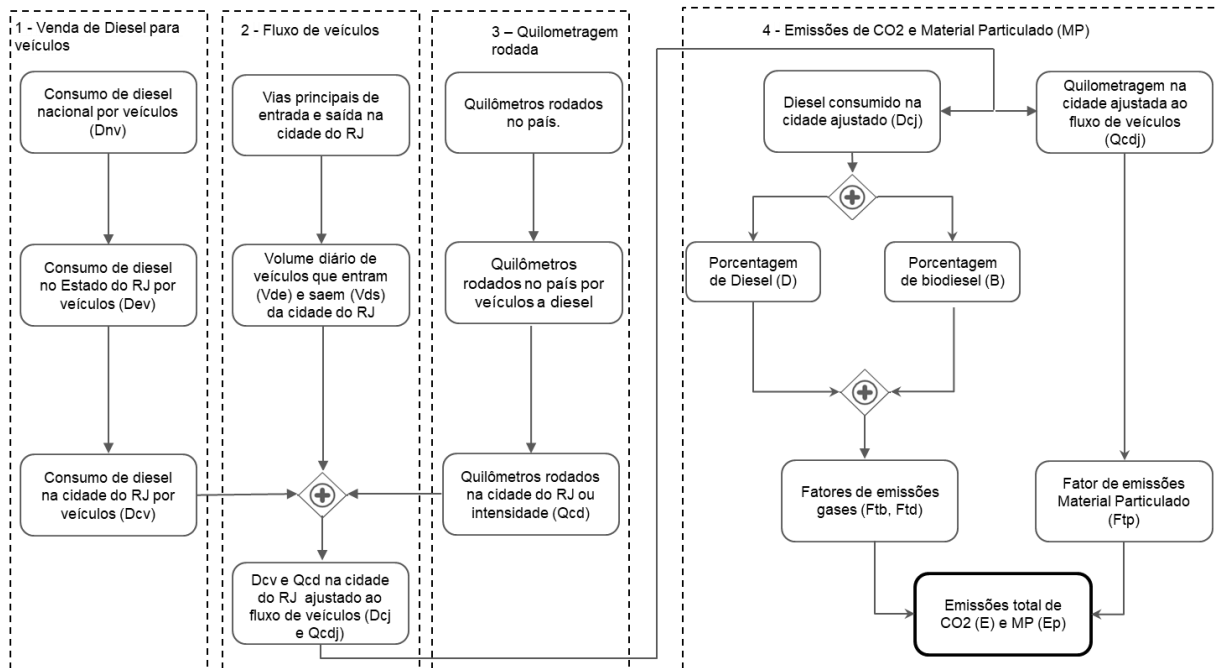 1 - Venda de Diesel para
veículos
Consumo de diesel
nacional por veículos
(Dnv)
Consumo de diesel
no Estado do RJ por
veículos (Dev)
Consumo de diesel
na cidade do RJ por
veículos (Dcv)
2 - Fluxo de veículos
Vias principais de
entrada e saída na
cidade do RJ
Volume diário de
veículos que entram
(Vde) e saem (Vds)
da cidade do RJ
Dcv e Qcd na cidade
do RJ ajustado ao
fluxo de veículos (Dcj
e Qcdj)
3 – Quilometragem
rodada
Quilômetros rodados
no país.
Quilômetros
rodados no país por
veículos a diesel
Quilômetros rodados
na cidade do RJ ou
intensidade (Qcd)
4 - Emissões de CO2 e Material Particulado (MP)
Diesel consumido na
cidade ajustado (Dcj)
Quilometragem na
cidade ajustada ao
fluxo de veículos
(Qcdj)
Porcentagem
de Diesel (D)
Porcentagem
de biodiesel (B)
Fatores de emissões
gases (Ftb, Ftd)
Fator de emissões
Material Particulado
(Ftp)
Emissões total de
CO2 (E) e MP (Ep)